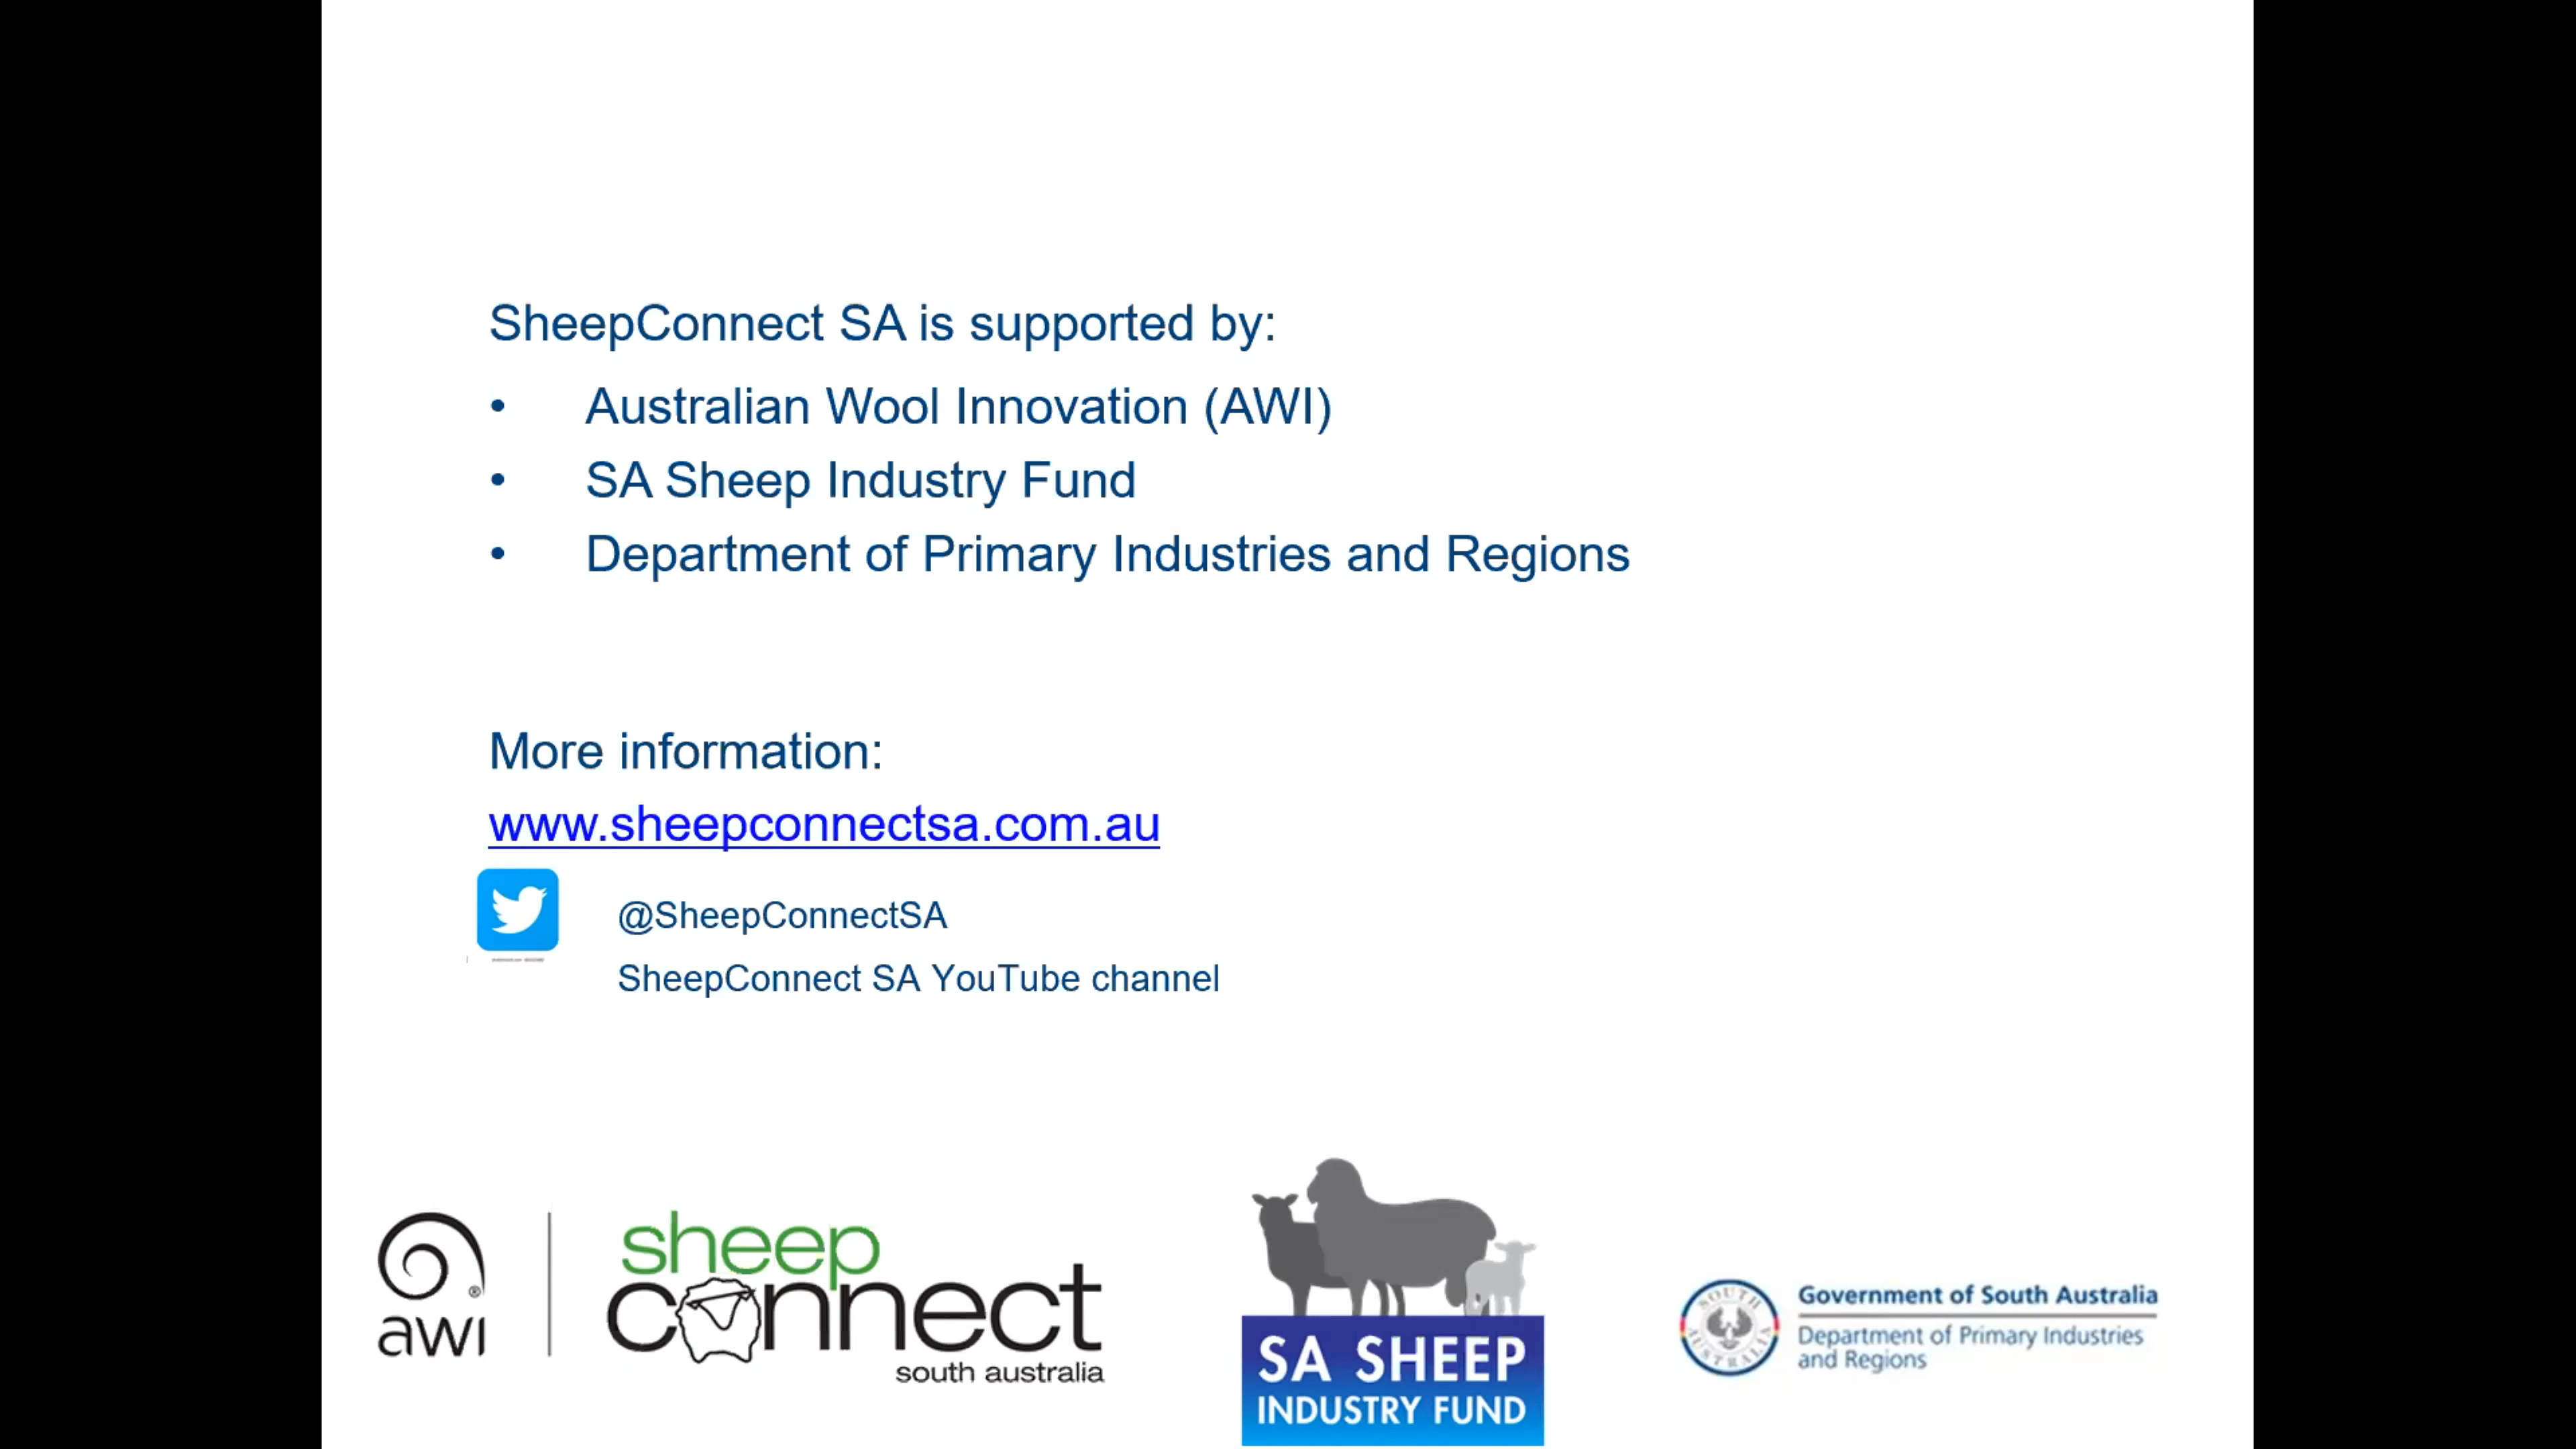 SheepConnect SA is supported by:
• Australian Wool Innovation (AWI)
• SA Sheep Industry Fund
• Department of Primary Industries and Regions
More information:
www.sheepconnectsa.com.au
@SheepConnectSA
SheepConnect SA YouTube channel
awi
®
sheep
connect
south australia
SA SHEEP
INDUSTRY FUND
SOUTH AUSTRALIA
Government of South Australia
Department of Primary Industries
and Regions